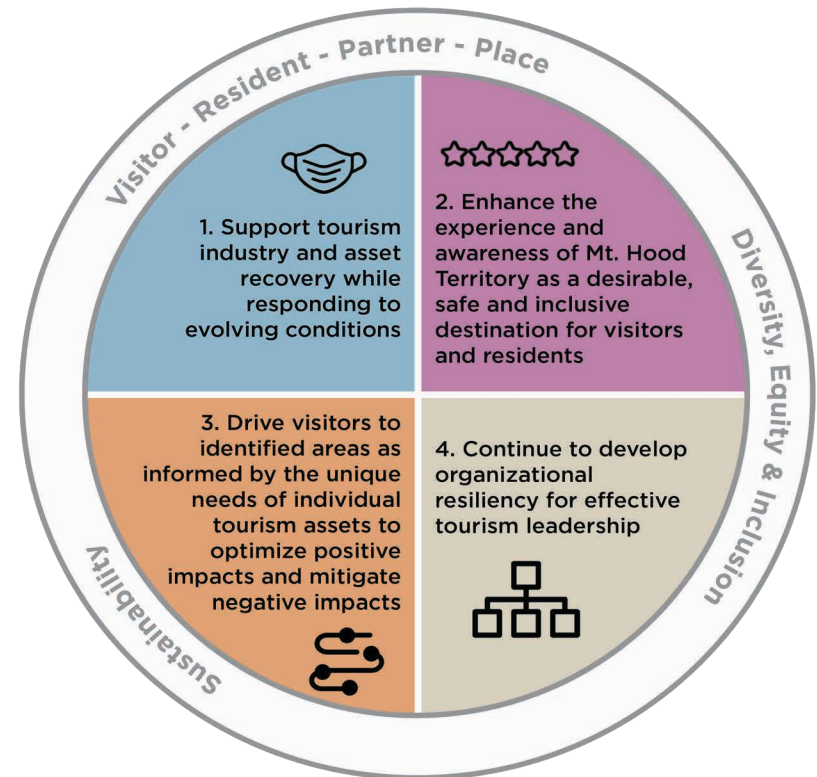 Visitor - Resident - Partner - Place
1. Support tourism
industry and asset
recovery while
responding to
evolving conditions
2. Enhance the
experience and
awareness of Mt. Hood
Territory as a desirable,
safe and inclusive
destination for visitors
and residents
3. Drive visitors to
identified areas as
informed by the unique
needs of individual
tourism assets to
optimize positive
impacts and mitigate
negative impacts
4. Continue to develop
organizational
resiliency for effective
tourism leadership
Diversity, Equity & Inclusion
Sustainability